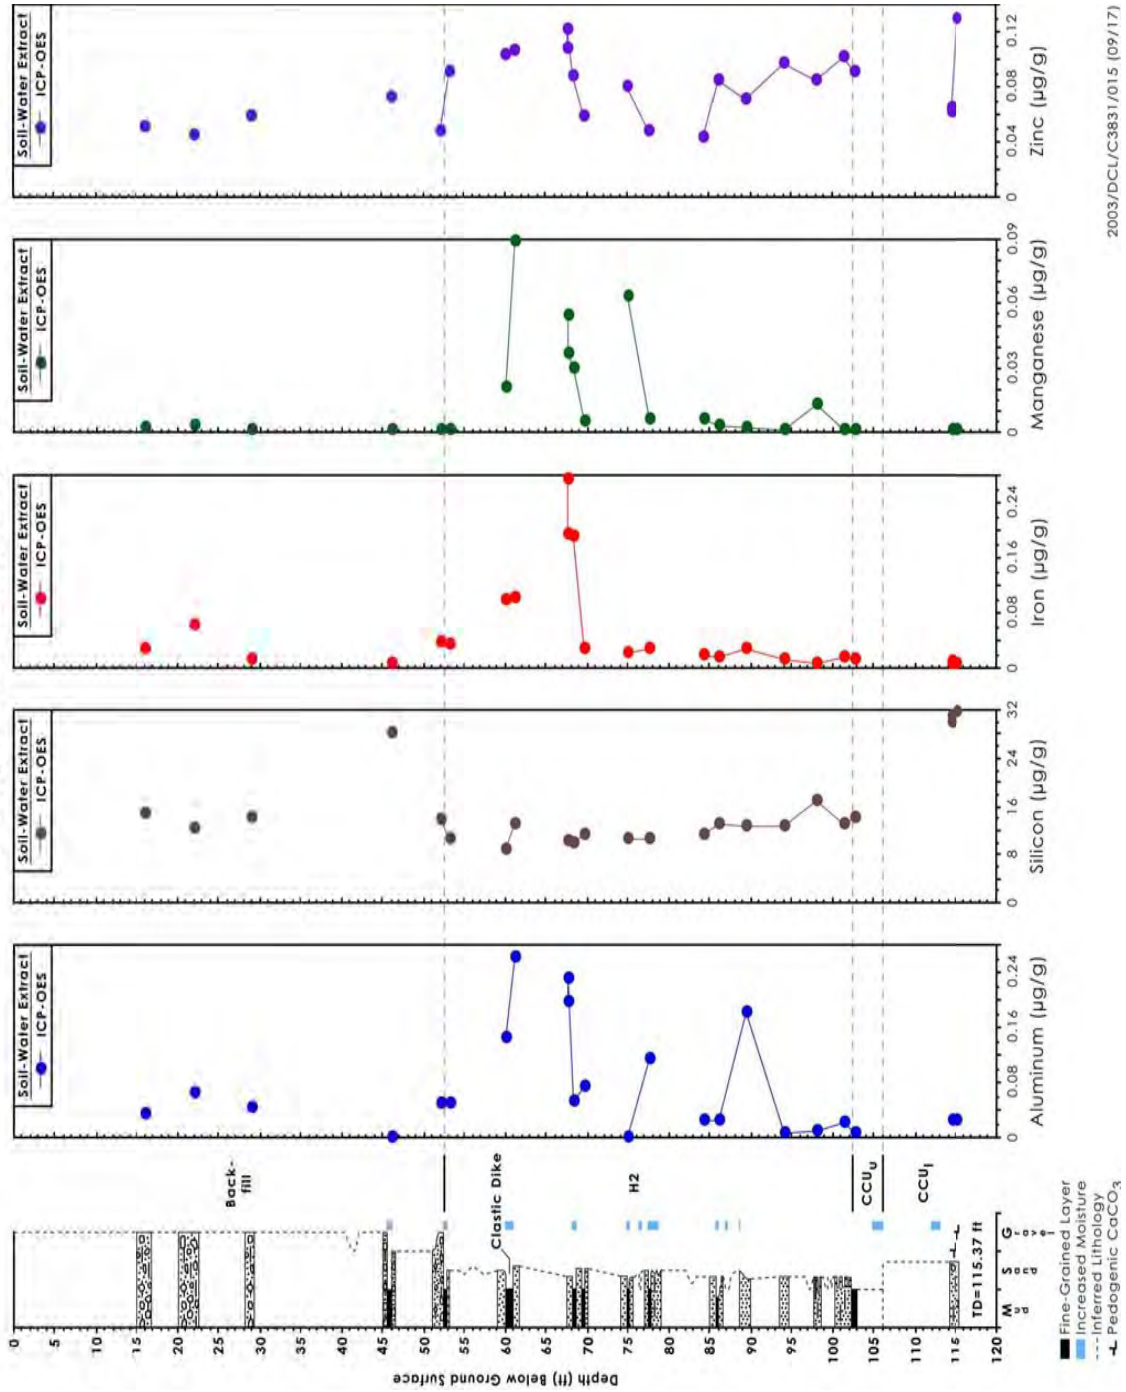 Soil-Water Extract
ICP-OES
0 0.04 0.08 0.12
Zinc (µg/g)
Soil-Water Extract
ICP-OES
0 0.03 0.06 0.09
Manganese (µg/g)
Soil-Water Extract
ICP-OES
0 0.08 0.16 0.24
Iron (µg/g)
Soil-Water Extract
ICP-OES
0 8 16 24 32
Silicon (µg/g)
Soil-Water Extract
ICP-OES
0 0.08 0.16 0.24
Aluminum (µg/g)
Back-
fill
Clastic Dike
H2
CCUu
CCUl
Mud Sand Gravel
TD=115.37 ft
0 5 10 15 20 25 30 35 40 45 50 55 60 65 70 75 80 85 90 95 100 105 110 115 120
Depth (ft) Below Ground Surface
Fine-Grained Layer
Increased Moisture
Inferred Lithology
Pedogenic CaCO3
2003/DCL/C3831/015 (09/17)